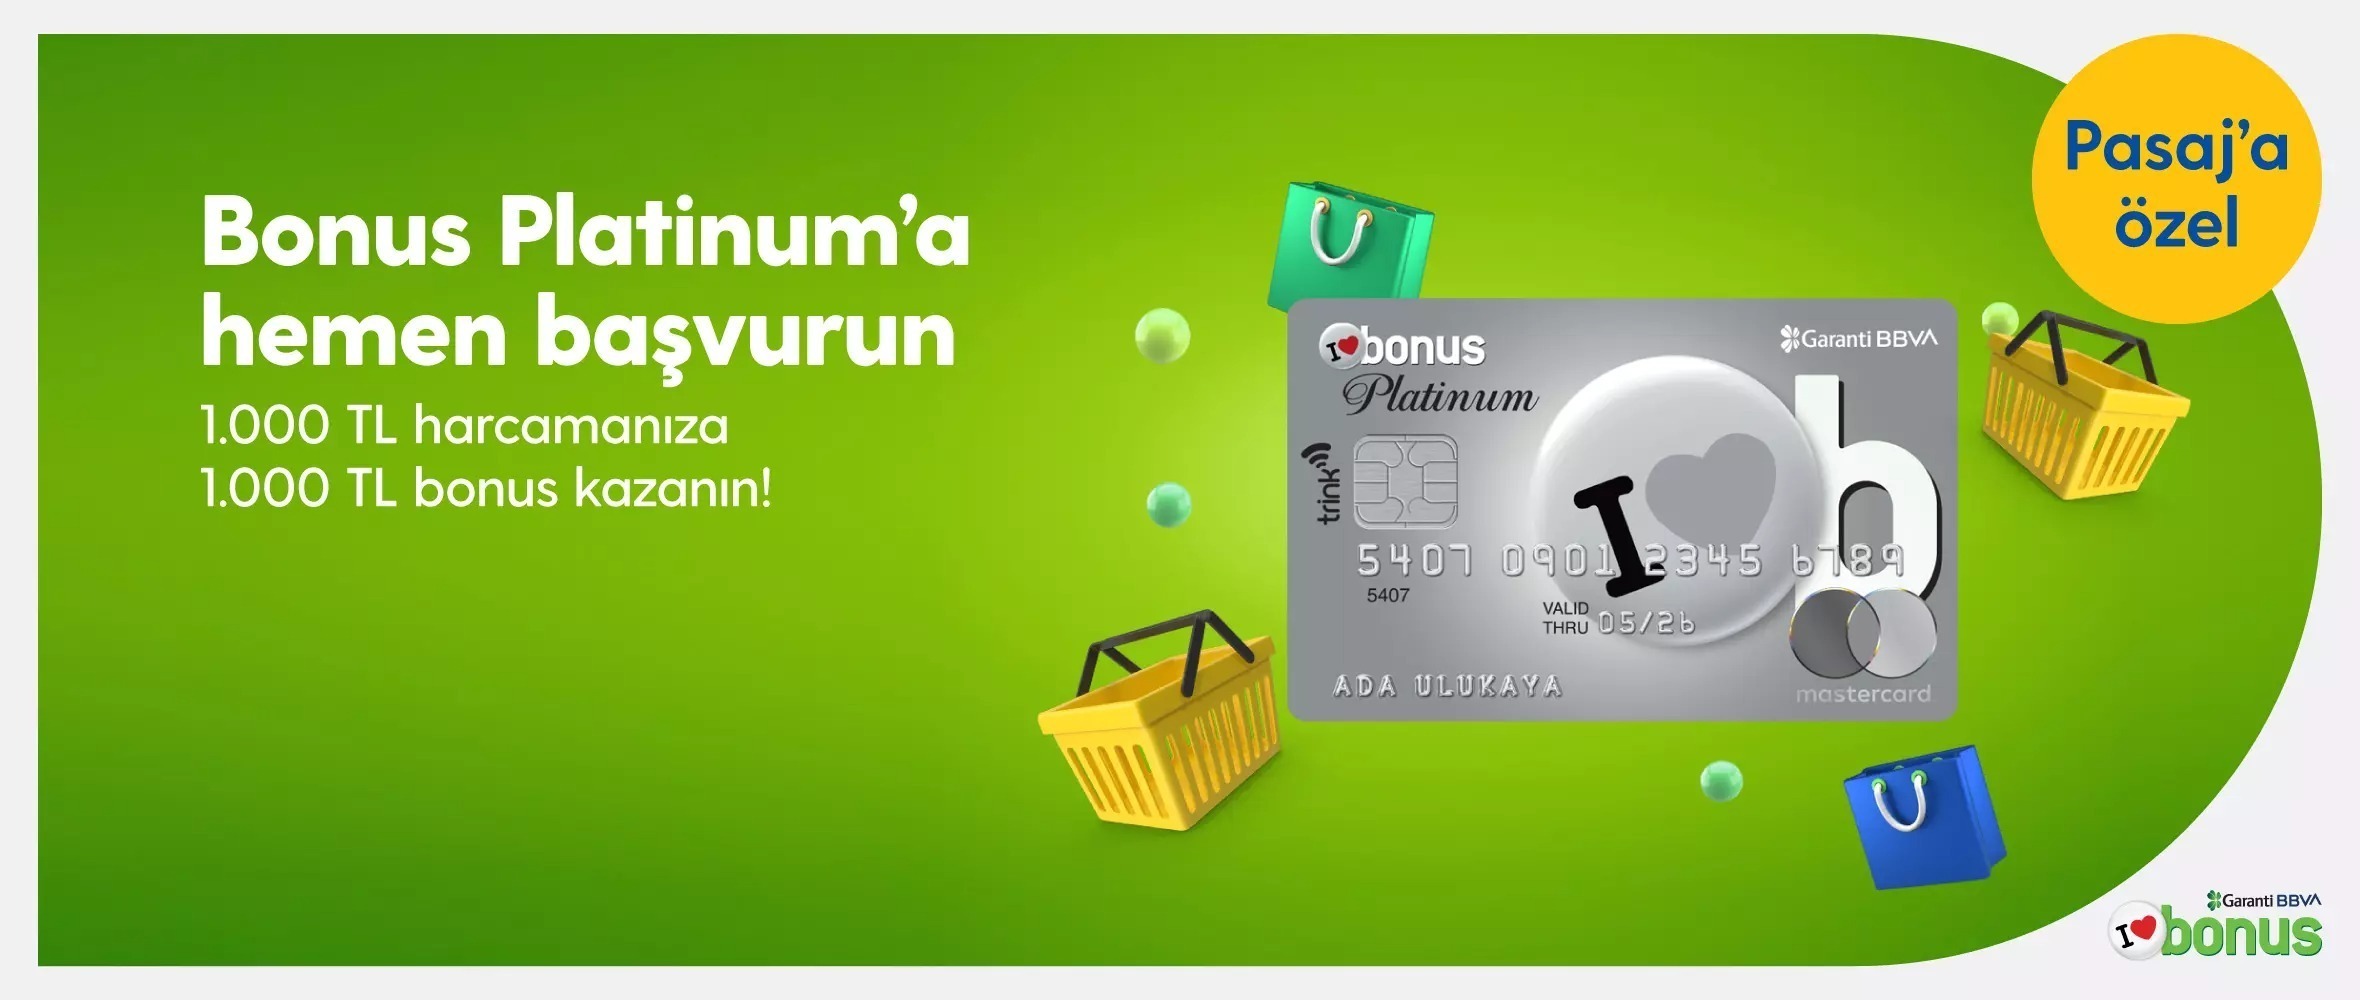 Bonus Platinum’a
hemen başvurun
1.000 TL harcamanıza
1.000 TL bonus kazanın!
Pasaj’a
özel
I bonus
Platinum
Garanti BBVA
trink
I b
5407 0901 2345 6789
5407
VALID
THRU 05/26
ADA ULUKAYA
mastercard
Garanti BBVA
I bonus